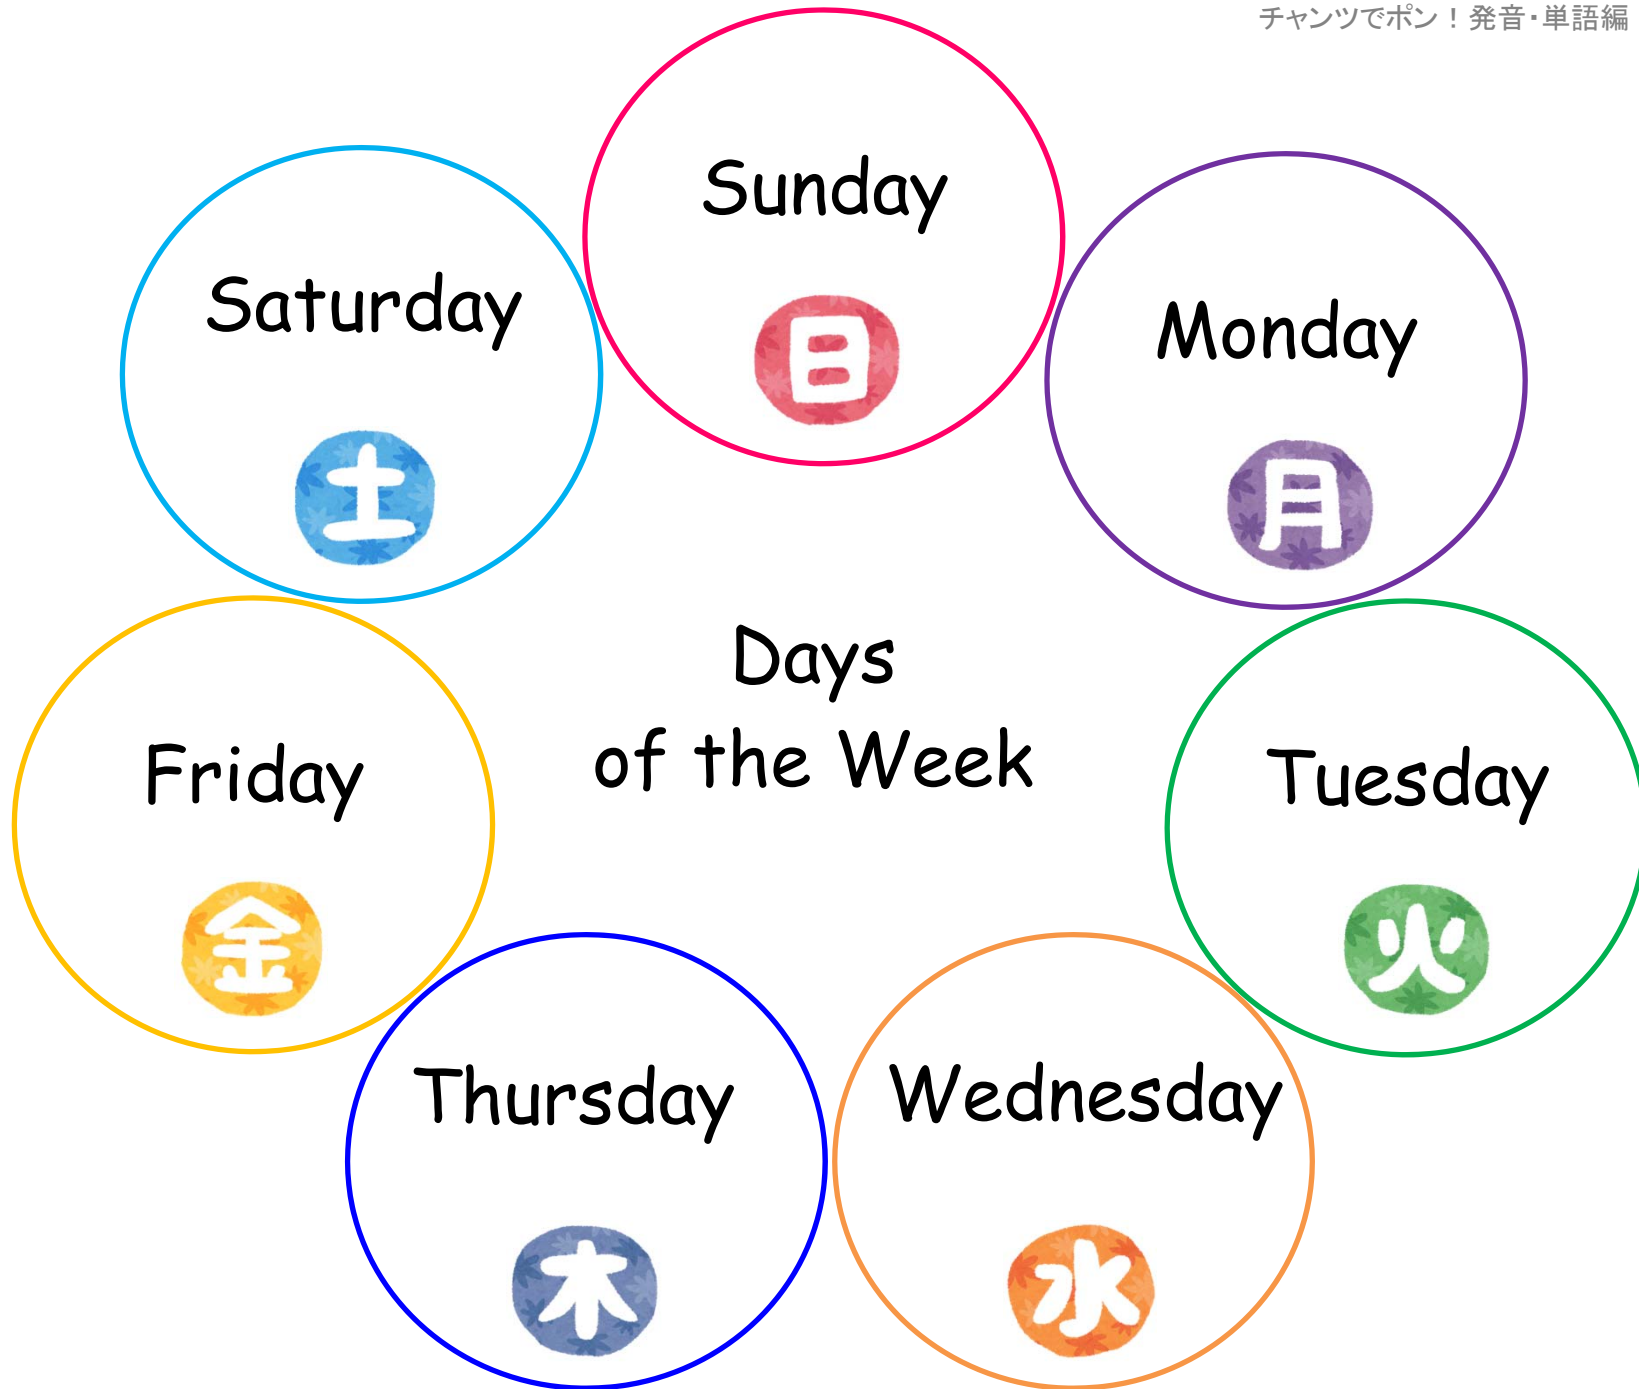 チャンツでポン！発音・単語編
Sunday
日
Monday
月
Tuesday
火
Wednesday
水
Thursday
木
Friday
金
Saturday
土
Days
of the Week